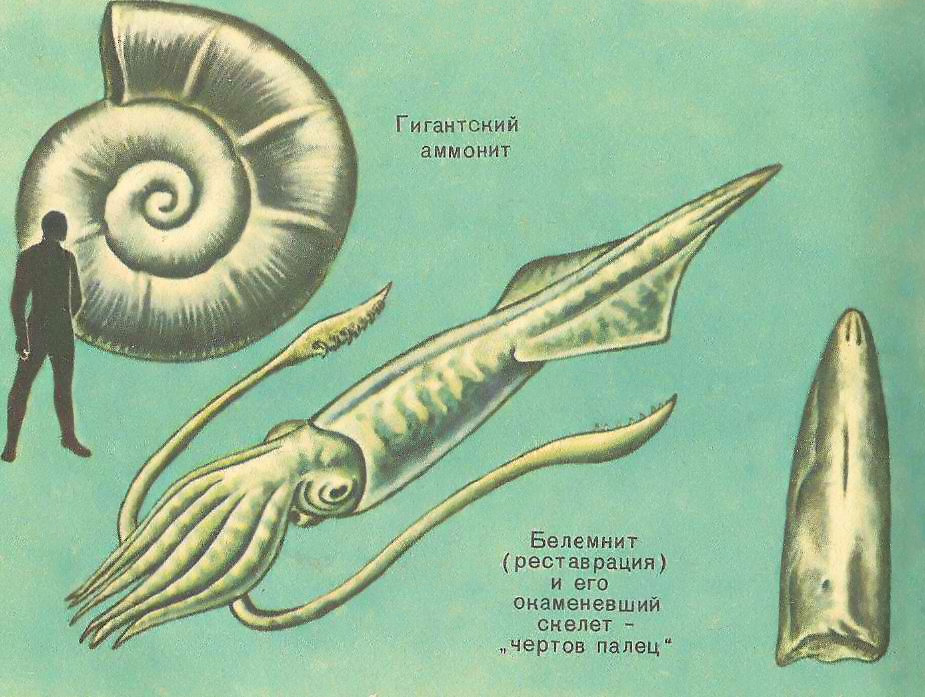 Гигантский
аммонит
Белемнит
(реставрация)
и его
окаменевший
скелет -
„чертов палец"